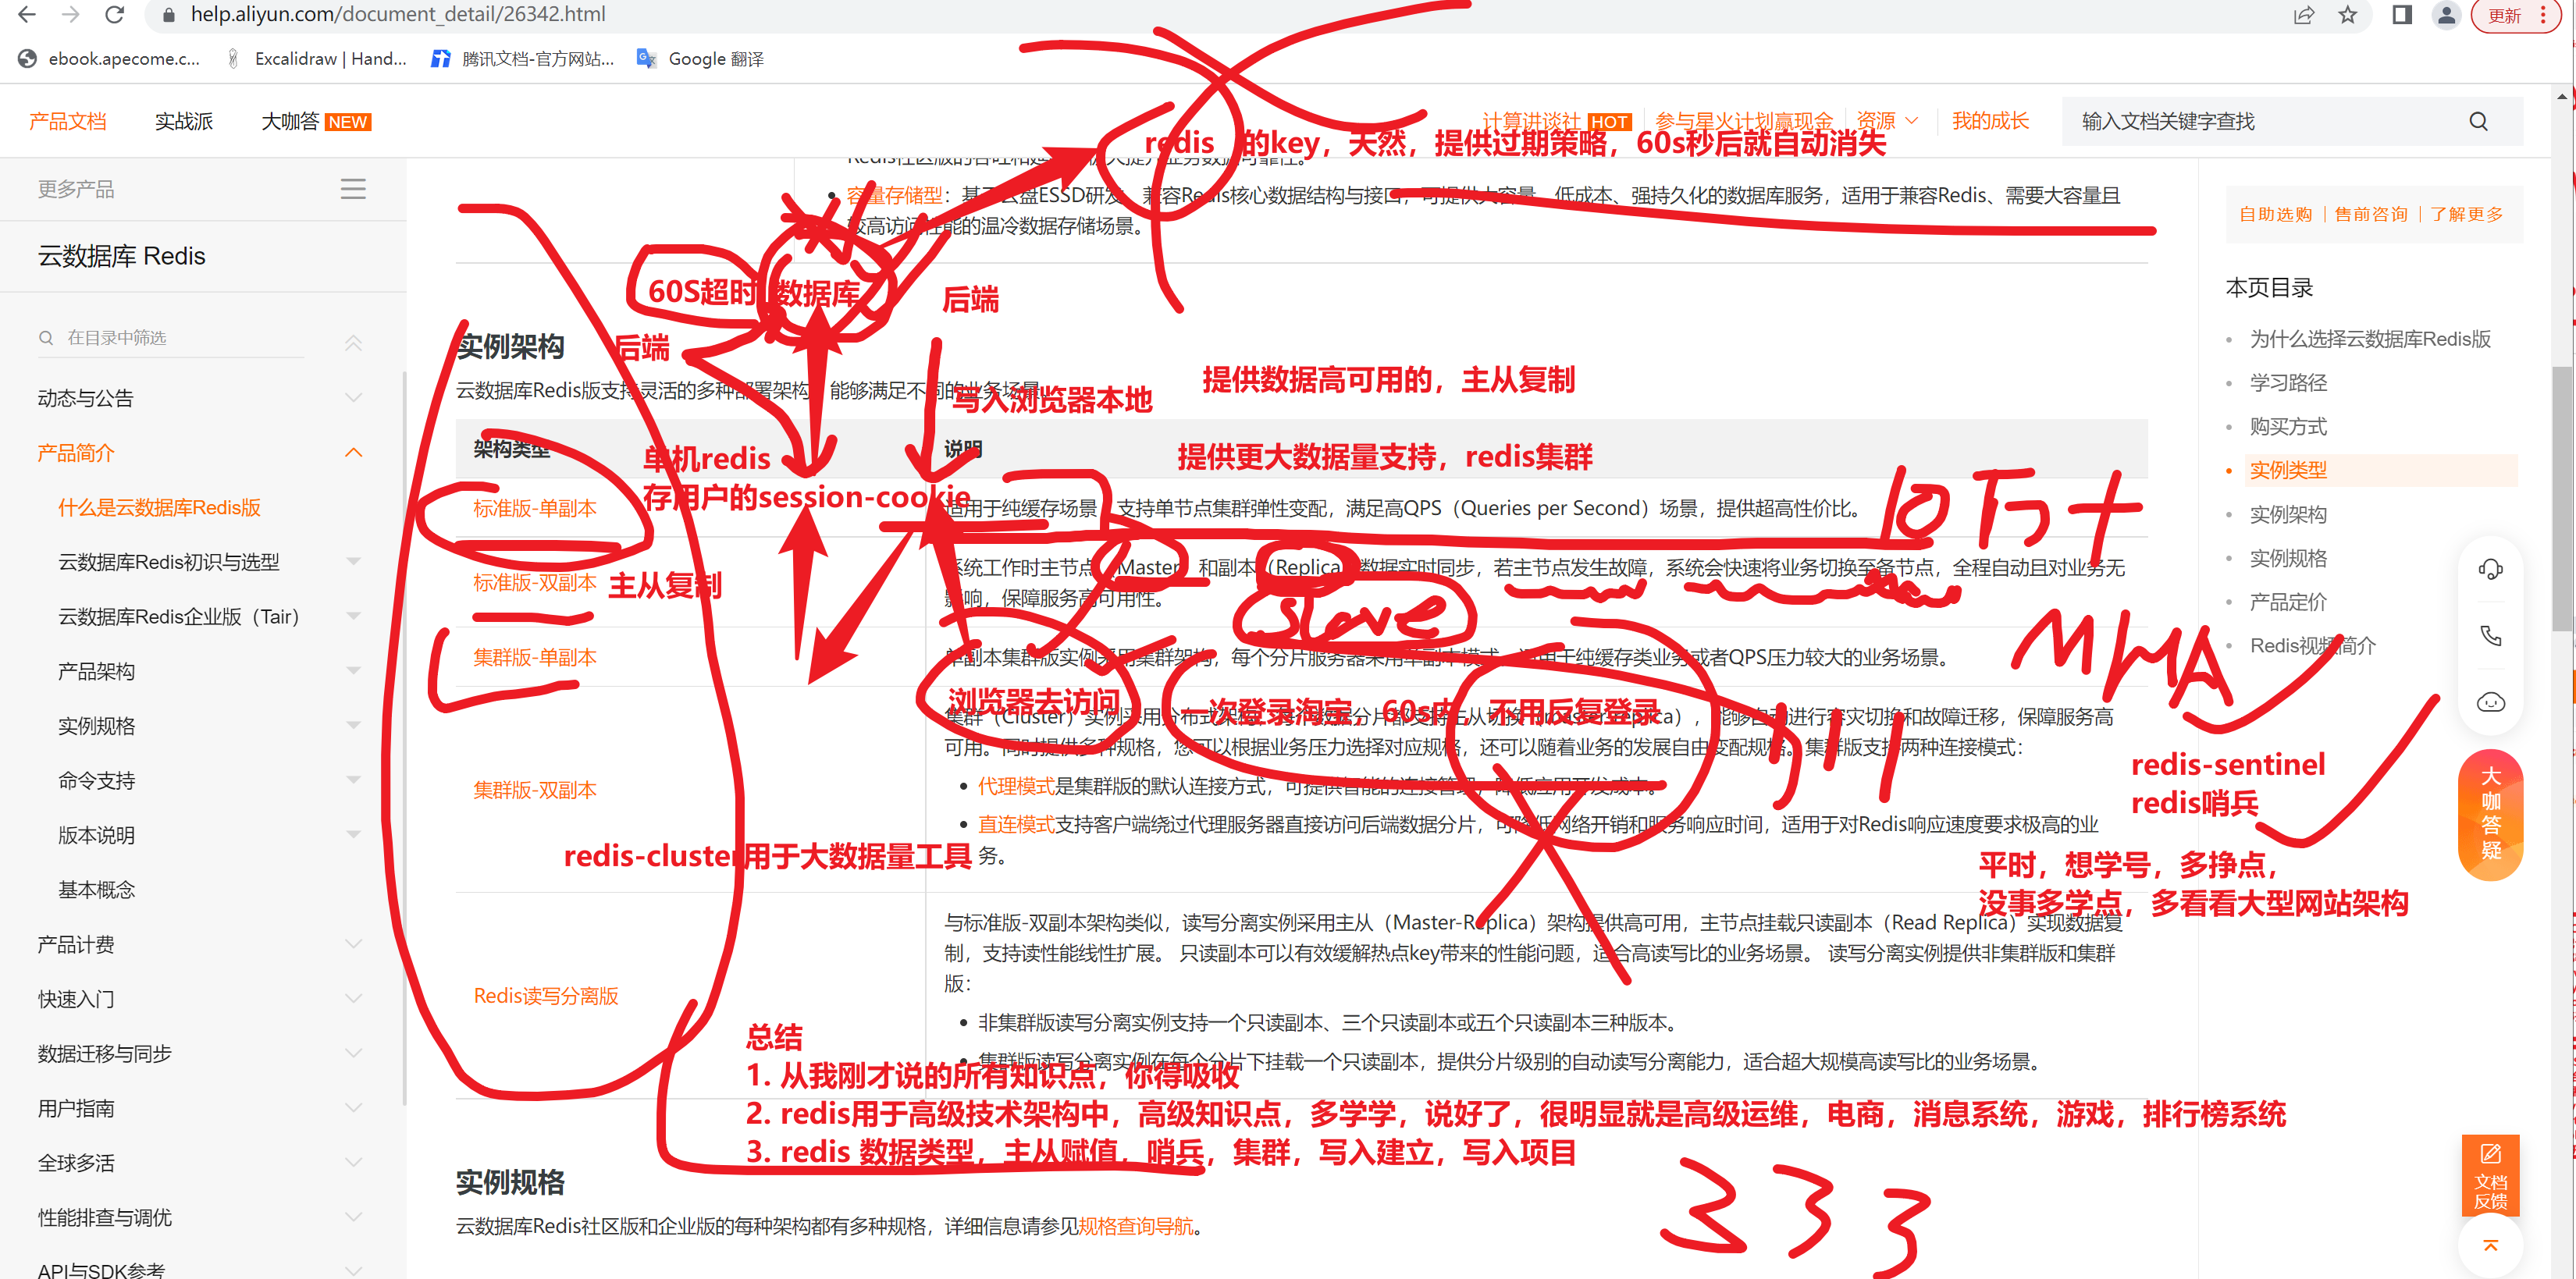 help.aliyun.com/document_detail/26342.html
更新
ebook.apecome.c...
Excalidraw | Hand...
腾讯文档-官方网站...
Google 翻译
产品文档
实战派
大咖答 NEW
计算讲谈社 HOT
参与星火计划赢现金
资源
我的成长
输入文档关键字查找
redis 的key，天然，提供过期策略，60s秒后就自动消失
更多产品
云数据库 Redis
在目录中筛选
动态与公告
产品简介
什么是云数据库Redis版
云数据库Redis初识与选型
云数据库Redis企业版（Tair）
产品架构
实例规格
命令支持
版本说明
基本概念
产品计费
快速入门
数据迁移与同步
用户指南
全球多活
性能排查与调优
API与SDK参考
容量存储型：基于云盘ESSD研发，兼容Redis核心数据结构与接口，可提供大容量、低成本、强持久化的数据库服务，适用于兼容Redis、需要大容量且
较高访问性能的温冷数据存储场景。
60S超时
数据库
后端
后端
实例架构
云数据库Redis版支持灵活的多种部署架构，能够满足不同的业务场景
写入浏览器本地
提供数据高可用的，主从复制
架构类型
说明
单机redis
存用户的session-cookie
提供更大数据量支持，redis集群
标准版-单副本
适用于纯缓存场景，支持单节点集群弹性变配，满足高QPS（Queries per Second）场景，提供超高性价比。
10万+
标准版-双副本
主从复制
系统工作时主节点（Master）和副本（Replica）数据实时同步，若主节点发生故障，系统会快速将业务切换至备节点，全程自动且对业务无
影响，保障服务高可用性。
slave
MMA
集群版-单副本
单副本集群版实例采用集群架构，每个分片服务器采用单副本模式。适用于纯缓存类业务或者QPS压力较大的业务场景。
浏览器去访问
一次登录淘宝，60s内，不用反复登录
集群版-双副本
可用。同时提供多种规格，您可以根据业务压力选择对应规格，还可以随着业务的发展自由变配规格。集群版支持两种连接模式：
代理模式是集群版的默认连接方式，可提供智能的连接管理，降低应用开发成本。
直连模式支持客户端绕过代理服务器直接访问后端数据分片，可降低网络开销和服务响应时间，适用于对Redis响应速度要求极高的业
务。
redis-cluster用于大数据量工具
redis-sentinel
redis哨兵
平时，想学号，多挣点，
没事多学点，多看看大型网站架构
Redis读写分离版
与标准版-双副本架构类似，读写分离实例采用主从（Master-Replica）架构提供高可用，主节点挂载只读副本（Read Replica）实现数据复
制，支持读性能线性扩展。 只读副本可以有效缓解热点key带来的性能问题，适合高读写比的业务场景。 读写分离实例提供非集群版和集群
版：
非集群版读写分离实例支持一个只读副本、三个只读副本或五个只读副本三种版本。
集群版读写分离实例在每个分片下挂载一个只读副本，提供分片级别的自动读写分离能力，适合超大规模高读写比的业务场景。
总结
1. 从我刚才说的所有知识点，你得吸收
2. redis用于高级技术架构中，高级知识点，多学学，说好了，很明显就是高级运维，电商，消息系统，游戏，排行榜系统
3. redis 数据类型，主从赋值，哨兵，集群，写入建立，写入项目
333
实例规格
云数据库Redis社区版和企业版的每种架构都有多种规格，详细信息请参见规格查询导航。
自助选购 | 售前咨询 | 了解更多
本页目录
为什么选择云数据库Redis版
学习路径
购买方式
实例类型
实例架构
实例规格
产品定价
Redis视频简介
大咖答疑
文档
反馈